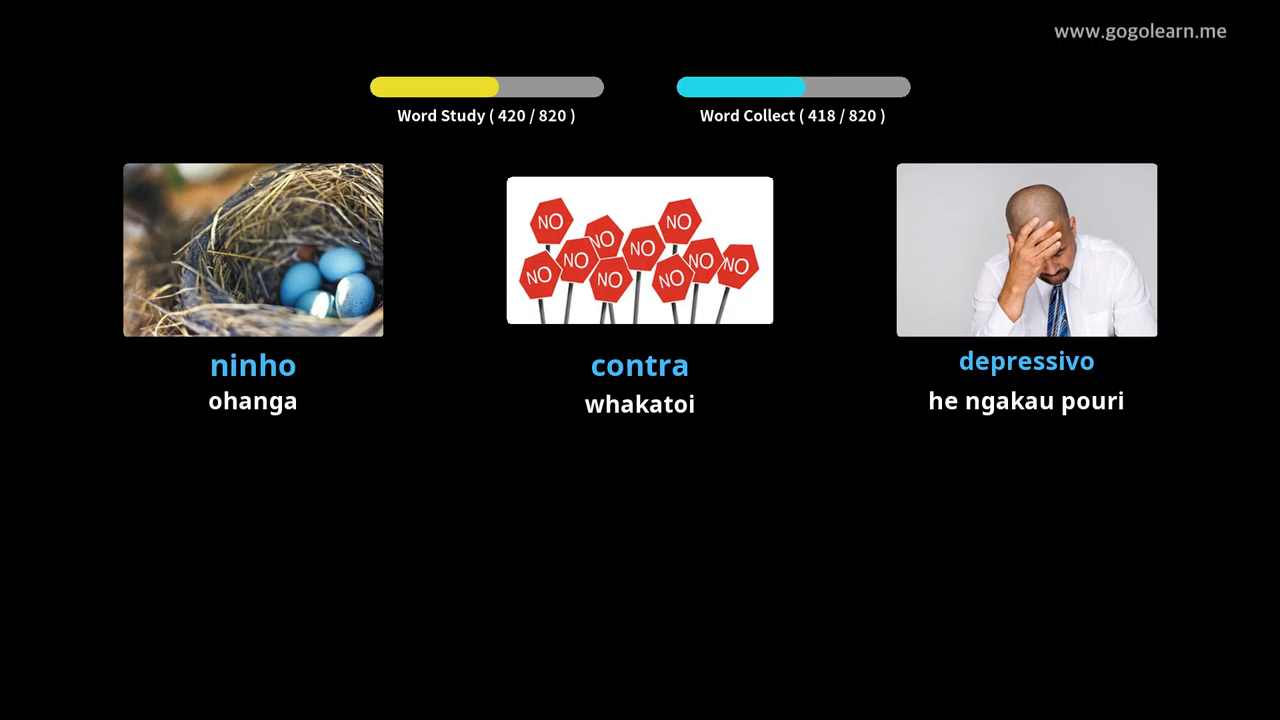 www.gogolearn.me
Word Study ( 420 / 820 )
Word Collect ( 418 / 820 )
NO
NO
NO
NO
NO
NO
NO
NO
NO
NO
ninho
contra
depressivo
ohanga
whakatoi
he ngakau pouri